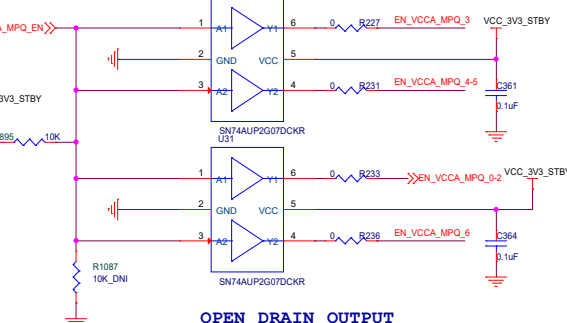 1 A1 Y1 6 0 R227 EN_VCCA_MPQ_3 VCC_3V3_STBY
A_MPQ_EN
2 GND VCC 5
3 A2 Y2 4 0 R231 EN_VCCA_MPQ_4-5 C361
3V3_STBY
0.1uF
SN74AUP2G07DCKR
895 10K
U31
1 A1 Y1 6 0 R233 EN_VCCA_MPQ_0-2 VCC_3V3_STBY
2 GND VCC 5
3 A2 Y2 4 0 R236 EN_VCCA_MPQ_6 C364
0.1uF
R1087
10K_DNI
SN74AUP2G07DCKR
OPEN DRAIN OUTPUT